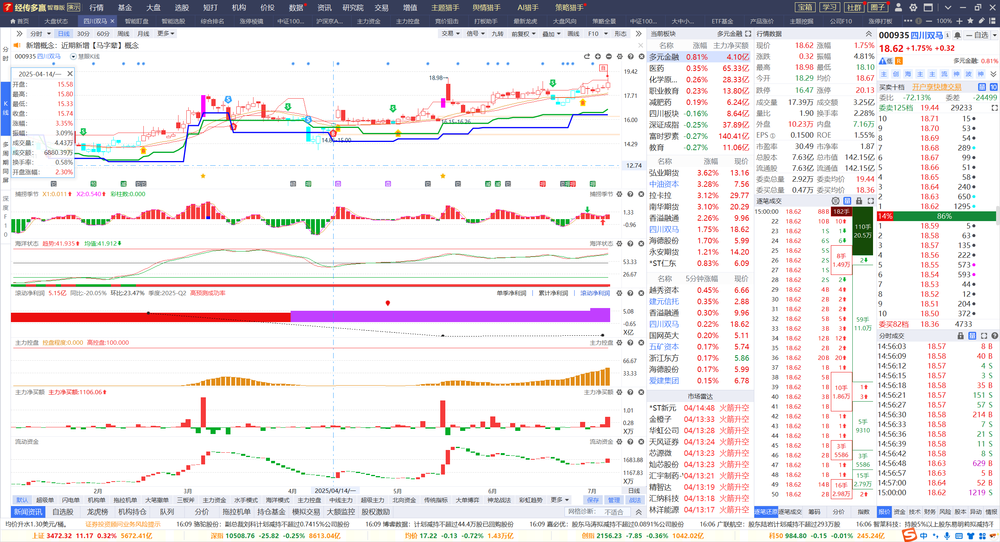 经传多赢 智尊版 演示 行情 基金 大盘 选股 短打 机构 价投 数据 资讯 研究院 交易 增值 主题猎手 舆情猎手 AI猎手 策略猎手 宝箱 学习 社群 圈子
首页 大盘状态 四川双马 智能盯盘 智能选股 综合排名 涨停棱镜 中证100... 沪深京A... 主力资金 主力控盘 竞价狙击 打板助手 最新龙虎 大盘风向 策略全景 中证100... 大中小... ETF基金 产品涨价 主题挖掘 公司F10 涨停打板 100%
分时 日线 30分 60分 周线 月线 更多 交易 信号 九转 前复权 叠加 画线 F10 形态
新增概念：近期新增【马字辈】概念
000935 四川双马 慧眼K线
分时
K线
多周期同屏
深度F10
2025-04-14/一
开盘： 15.58
最高： 15.80
最低： 15.33
收盘： 15.74
涨幅： 3.35%
振幅： 3.09%
成交量： 4.43万
成交额： 6880.39万
换手率： 0.58%
开盘涨幅： 2.30%
18.98
16.15-16.26
14.86-15.00
自
19.42
17.71
16.00
14.29
12.74
捕捞季节 X1:0.011 X2:0.540 彩柱数:0.000 捕捞季节
1.33
-0.96
海洋状态 趋势:41.935 均值:41.912 海洋状态
53.33
26.67
滚动净利润 5.15亿 同比:-20.05% 环比:23.47% 季度:2025-Q2 高预测成功率 单季净利润 累计净利润 滚动净利润
5.08
-0.65
X亿
主力控盘 控盘程度:0.000 高控盘:100.000 主力控盘
66.67
33.33
主力净买额 主力净买额:1106.06 主力净买额
1.01
0.28
X万
流动资金 流动资金
1683.88
1167.83
X万
2月 3月 4月 2025/04/14/一 5月 6月 7月 日线
默认 超级单 闪电单 机构单 拖拉机单 大笔撤单 三板斧 主力资金 水手模式 海洋模式 主力控盘 中线主力 超级主力 北向资金 传统指标 大单博弈 神龙战法 彩虹趋势 更多 保存 管理 战法
新闻资讯 自选股 龙虎榜 机构持仓 队列 分价 拖拉机单 持仓基金 模拟交易 大额监控 股权激励 网格诊断： 不适合
当前板块 多元金融
名称 涨幅 主力净买额
多元金融 0.81% 4.10亿
医药 0.35% 65.33亿
化学原... 0.26% 28.33亿
职业教育 0.23% 13.80亿
减肥药 0.19% 6.24亿
四川板块 -0.16% 8.64亿
深证成指 -0.25% 37.89亿
富时罗素 -0.27% 140.41亿
教育 -0.27% 11.06亿
名称 涨幅 现价
弘业期货 3.62% 13.16
中油资本 3.28% 7.56
拉卡拉 3.12% 29.77
南华期货 3.10% 20.29
香溢融通 2.26% 9.96
四川双马 1.75% 18.62
海德股份 1.70% 5.99
永安期货 1.21% 14.20
*ST仁东 0.83% 6.09
名称 5分钟涨幅 现价
越秀资本 0.45% 6.66
建元信托 0.35% 2.88
香溢融通 0.30% 9.96
四川双马 0.22% 18.62
国网英大 0.20% 5.11
五矿资本 0.17% 5.74
浙江东方 0.17% 5.86
海德股份 0.17% 5.99
爱建集团 0.15% 6.78
市场雷达
*ST新元 04/14:48 火箭升空
金橙子 04/13:33 火箭升空
华虹公司 04/13:28 火箭升空
天风证券 04/13:24 火箭升空
芯源微 04/13:23 火箭升空
灿芯股份 04/13:23 火箭升空
汇宇制药- 04/13:21 火箭升空
精智达 04/13:19 火箭升空
汇纳科技 04/13:18 火箭升空
林洋能源 04/13:17 火箭升空
行情数据
现价 18.62 涨幅 1.75%
涨跌 0.32 振幅 4.81%
最高 18.98 最低 18.10
今开 18.29 均价 18.67
跌停 16.47 涨停 20.13
成交量 17.39万 成交额 3.25亿
量比 1.90 换手率 2.28%
外盘 10.23万 内盘 7.16万
EPS① 0.1500 ROE 1.55%
市盈率 30.49 市净率 1.87
总股本 7.63亿 总市值 142.15亿
流通股 7.63亿 流通值 142.15亿
委卖总量 2.92万 委卖均价 19.44
委买总量 0.47万 委买均价 18.36
逐笔成交 单 量
15:00:00 18.62 88B 182手
22 18.62 10B 10
23 18.62 1S 1
24 18.62 6S 6
25 18.62 5S
26 18.62 2S
27 18.62 1S
28 18.62 2S 2
29 18.62 4B 4
30 18.62 2B 2
31 18.62 2B 2
32 18.62 5B 5
33 18.62 3B 3
34 18.62 12B 12
35 18.62 2B 2
36 18.62 20B 20
37 18.62 1B 1
38 18.62 5B
39 18.62 1B
40 18.62 3B
41 18.62 1B
42 18.62 1B 1
43 18.62 1B 1
44 18.62 1B 1
45 18.62 1B
46 18.62 2B
47 18.62 1B 1
48 18.62 1B 1
49 18.62 14B
50 18.62 2B
8手
1.49万
10手
1.86万
3手
5586
16手
2.98万
110手
20.5万
2
59手
11.0万
1
3
5手
9310
3手
5586
15手
2.79万
2
逐笔还原 逐笔成交 筹码 分价 指数
000935 四川双马 自选
18.62 +1.75% +0.32
低 R 多元金融: 0.81%
主 创 海 主 主 流 神 波 神
买卖十档 开户享快捷交易 量 10
委比 -72.13% 委差 -24499
委卖125档 19.44 29233
10 18.71 15
9 18.70 53
8 18.69 54
7 18.68 289
6 18.67 99
5 18.66 51
4 18.65 58
3 18.64 240
2 18.63 650
1 18.62 1295
14% 86%
1 18.59 5
2 18.58 63
3 18.57 135
4 18.56 222
5 18.55 573
6 18.54 593
7 18.53 44
8 18.52 12
9 18.51 204
10 18.50 372
委买82档 18.36 4733
分时成交 量
14:56:03 18.57 8 B
14:56:09 18.58 40 B
14:56:12 18.57 4 S
14:56:15 18.57 3 S
14:56:18 18.58 35 B
14:56:21 18.57 151 S
14:56:27 18.57 57 S
14:56:30 18.58 214 B
14:56:33 18.58 7 S
14:56:36 18.58 21 S
14:56:39 18.58 11 S
14:56:42 18.58 8 S
14:56:48 18.63 629 B
14:56:57 18.63 5 B
14:57:00 18.64 52 B
15:00:00 18.62 1219 S
报价 资金 技术 财务 风险 股本 异动 情报
均价升水1.30美元/桶。 证券投资顾问业务风险提示 16:09 骆驼股份：副总裁刘科计划减持不超过0.7415%公司股份 16:09 博睿数据：计划减持不超过44.4万股已回购股份 16:09 嘉必优：股东马涛拟减持不超过0.0891%公司股份 16:06 广联航空：股东陆岩计划减持不超过293万股 16:06 智莱科技：持股5%以上股东易明莉拟减持不
上证 3472.32 11.17 0.32% 5672.41亿 深指 10508.76 -25.82 -0.25% 8613.04亿 均价 17.22 -0.13 -0.72% 1.43万亿 创指 2156.23 -7.85 -0.36% 1042.02亿 科50 984.80 -0.15 -0.01% 245.24亿 中